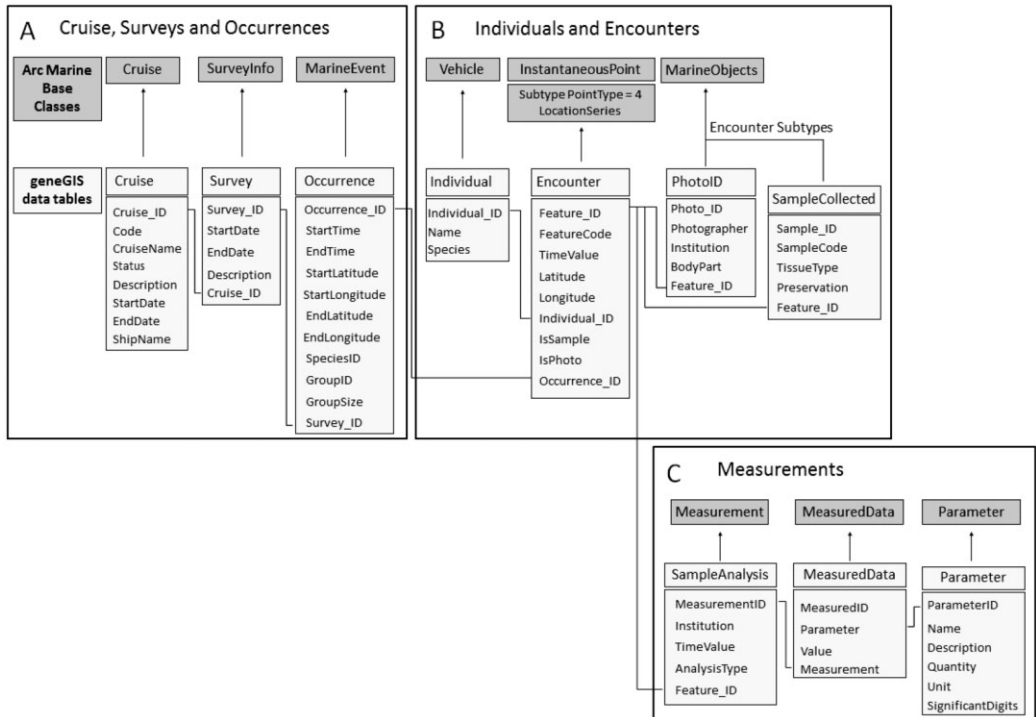 A Cruise, Surveys and Occurrences
Arc Marine
Base
Classes
Cruise
SurveyInfo
MarineEvent
geneGIS
data tables
Cruise
Cruise_ID
Code
CruiseName
Status
Description
StartDate
EndDate
ShipName
Survey
Survey_ID
StartDate
EndDate
Description
Cruise_ID
Occurrence
Occurrence_ID
StartTime
EndTime
StartLatitude
StartLongitude
EndLatitude
EndLongitude
SpeciesID
GroupID
GroupSize
Survey_ID
B Individuals and Encounters
Vehicle
InstantaneousPoint
Subtype PointType = 4
LocationSeries
MarineObjects
Encounter Subtypes
Individual
Individual_ID
Name
Species
Encounter
Feature_ID
FeatureCode
TimeValue
Latitude
Longitude
Individual_ID
IsSample
IsPhoto
Occurrence_ID
PhotoID
Photo_ID
Photographer
Institution
BodyPart
Feature_ID
SampleCollected
Sample_ID
SampleCode
TissueType
Preservation
Feature_ID
C Measurements
Measurement
MeasuredData
Parameter
SampleAnalysis
MeasurementID
Institution
TimeValue
AnalysisType
Feature_ID
MeasuredData
MeasuredID
Parameter
Value
Measurement
Parameter
ParameterID
Name
Description
Quantity
Unit
SignificantDigits